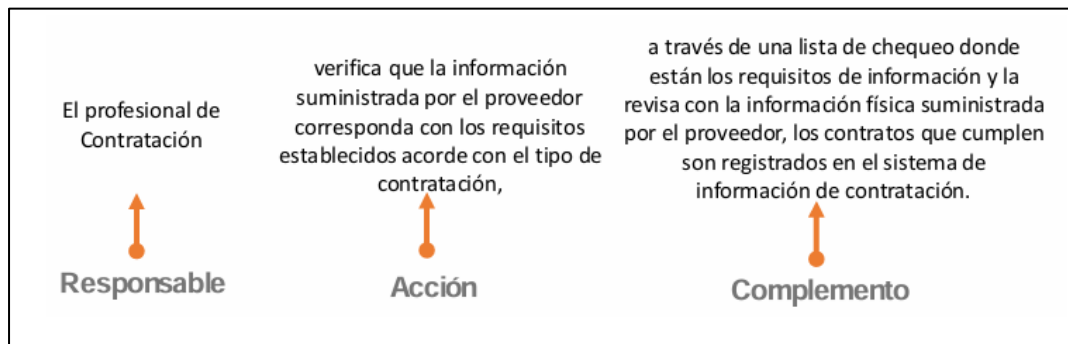 El profesional de
Contratación
Responsable
verifica que la información
suministrada por el proveedor
corresponda con los requisitos
establecidos acorde con el tipo de
contratación,
Acción
a través de una lista de chequeo donde
están los requisitos de información y la
revisa con la información física suministrada
por el proveedor, los contratos que cumplen
son registrados en el sistema de
información de contratación.
Complemento